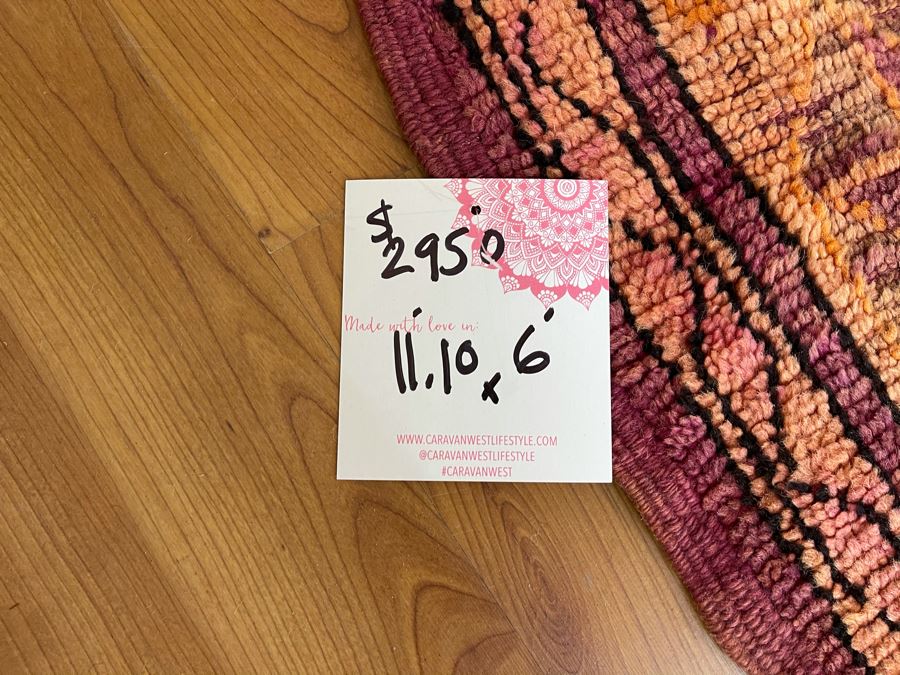 $2950
Made with love in:
11.10 x 6'
WWW.CARAVANWESTLIFESTYLE.COM
@CARAVANWESTLIFESTYLE
#CARAVANWEST